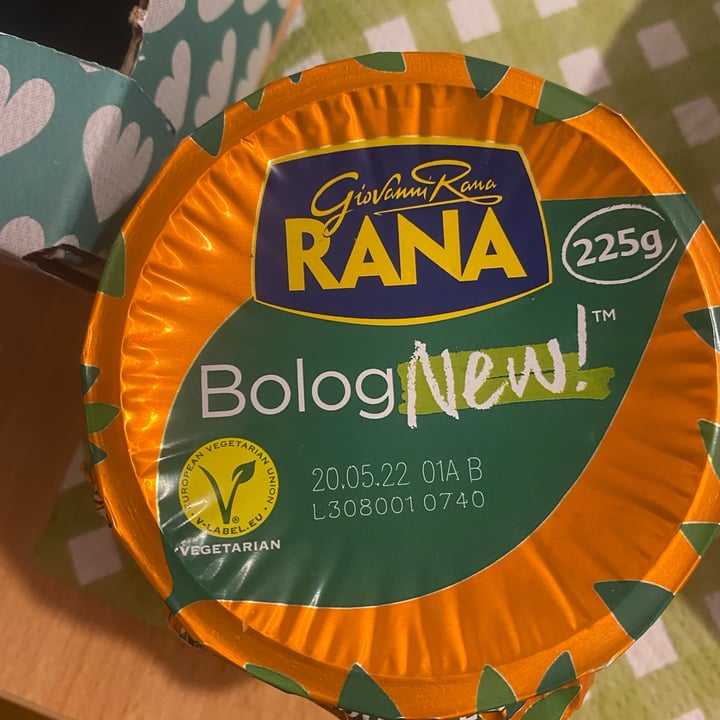 Giovanni Rana
RANA
225g
BologNew!™
EUROPEAN VEGETARIAN UNION
V-LABEL.EU
®
VEGETARIAN
20.05.22 01A B
L308001 0740